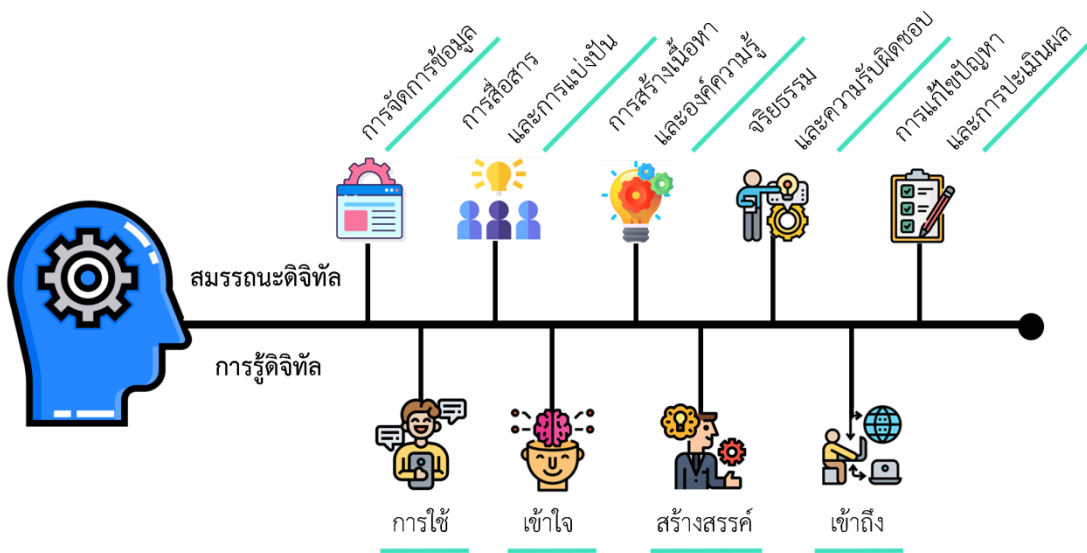 การจัดการข้อมูล
การสื่อสาร
และการแบ่งปัน
การสร้างเนื้อหา
และองค์ความรู้
จริยธรรม
และความรับผิดชอบ
การแก้ไขปัญหา
และการประเมินผล
สมรรถนะดิจิทัล
การรู้ดิจิทัล
การใช้
เข้าใจ
สร้างสรรค์
เข้าถึง